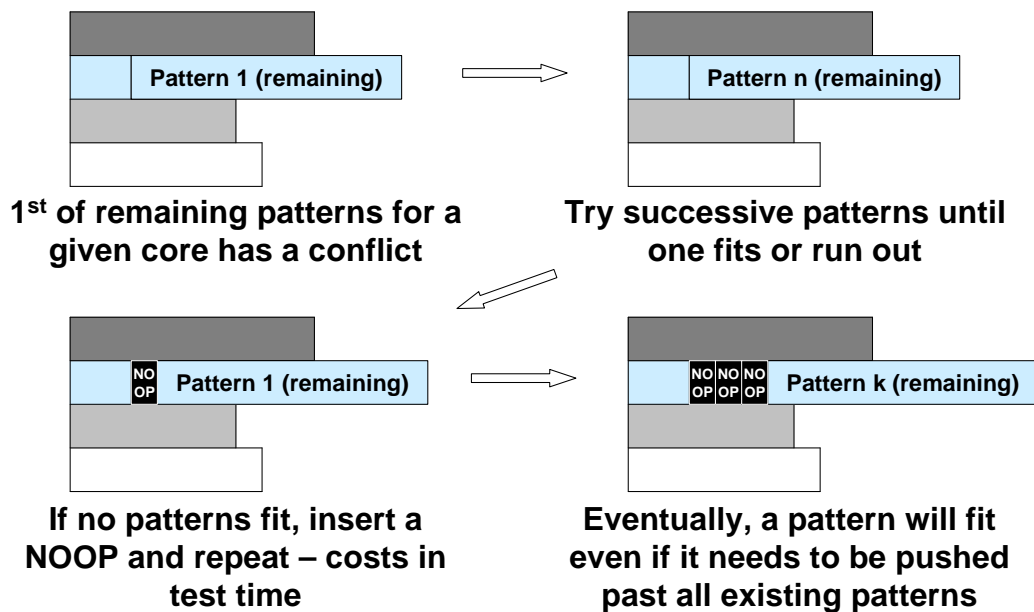 Pattern 1 (remaining)
1st of remaining patterns for a
given core has a conflict
Pattern n (remaining)
Try successive patterns until
one fits or run out
NO
OP
Pattern 1 (remaining)
If no patterns fit, insert a
NOOP and repeat – costs in
test time
NO NO NO
OP OP OP
Pattern k (remaining)
Eventually, a pattern will fit
even if it needs to be pushed
past all existing patterns